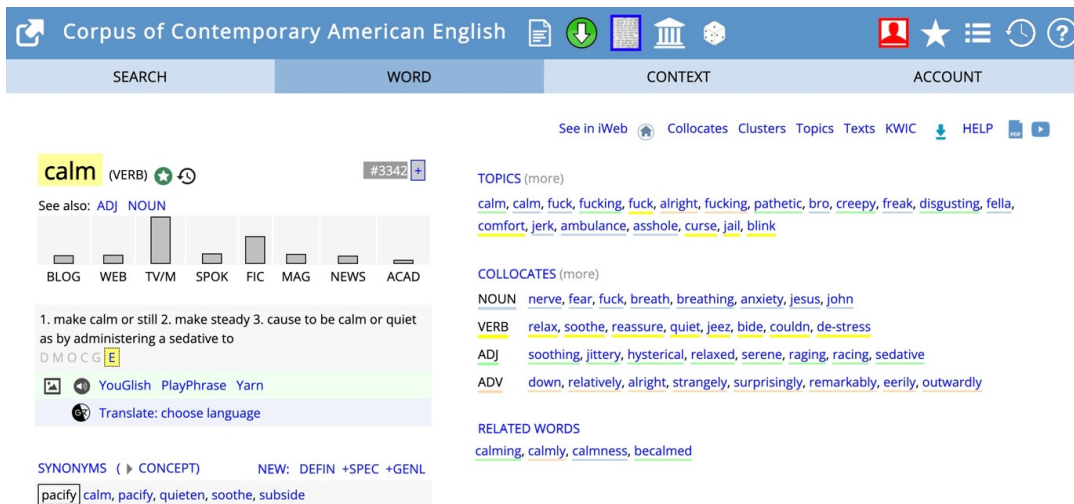 Corpus of Contemporary American English
SEARCH WORD CONTEXT ACCOUNT
See in iWeb Collocates Clusters Topics Texts KWIC HELP PDF
calm (VERB) #3342 +
See also: ADJ NOUN
BLOG WEB TV/M SPOK FIC MAG NEWS ACAD
1. make calm or still 2. make steady 3. cause to be calm or quiet
as by administering a sedative to
D M O C G E
YouGlish PlayPhrase Yarn
Translate: choose language
SYNONYMS ( CONCEPT) NEW: DEFIN +SPEC +GENL
pacify calm, pacify, quieten, soothe, subside
TOPICS (more)
calm, calm, fuck, fucking, fuck, alright, fucking, pathetic, bro, creepy, freak, disgusting, fella,
comfort, jerk, ambulance, asshole, curse, jail, blink
COLLOCATES (more)
NOUN nerve, fear, fuck, breath, breathing, anxiety, jesus, john
VERB relax, soothe, reassure, quiet, jeez, bide, couldn, de-stress
ADJ soothing, jittery, hysterical, relaxed, serene, raging, racing, sedative
ADV down, relatively, alright, strangely, surprisingly, remarkably, eerily, outwardly
RELATED WORDS
calming, calmly, calmness, becalmed